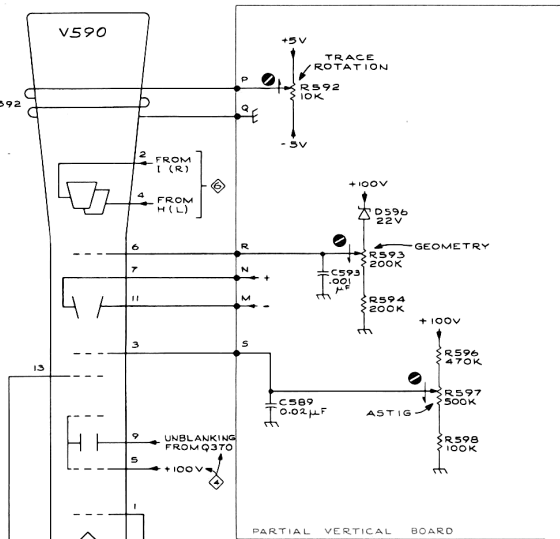 V590
592
P
+5V
TRACE
ROTATION
R592
10K
Q
-5V
2
FROM
I (R)
6
4
FROM
H(L)
+100V
D596
22V
6
R
R593
200K
GEOMETRY
C593
.001
µF
7
N
+
11
M
-
R594
200K
3
S
+100V
R596
470K
13
R597
500K
C589
0.02µF
ASTIG
9
UNBLANKING
FROM Q370
5
+100V
4
R598
100K
1
PARTIAL VERTICAL BOARD